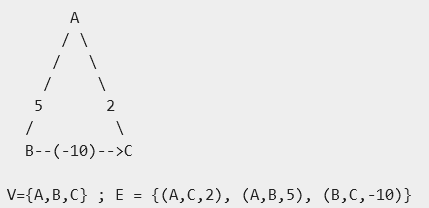 A
/ \
/ \
/ \
5 2
/ \
B--(-10)-->C
V={A,B,C} ; E = {(A,C,2), (A,B,5), (B,C,-10)}